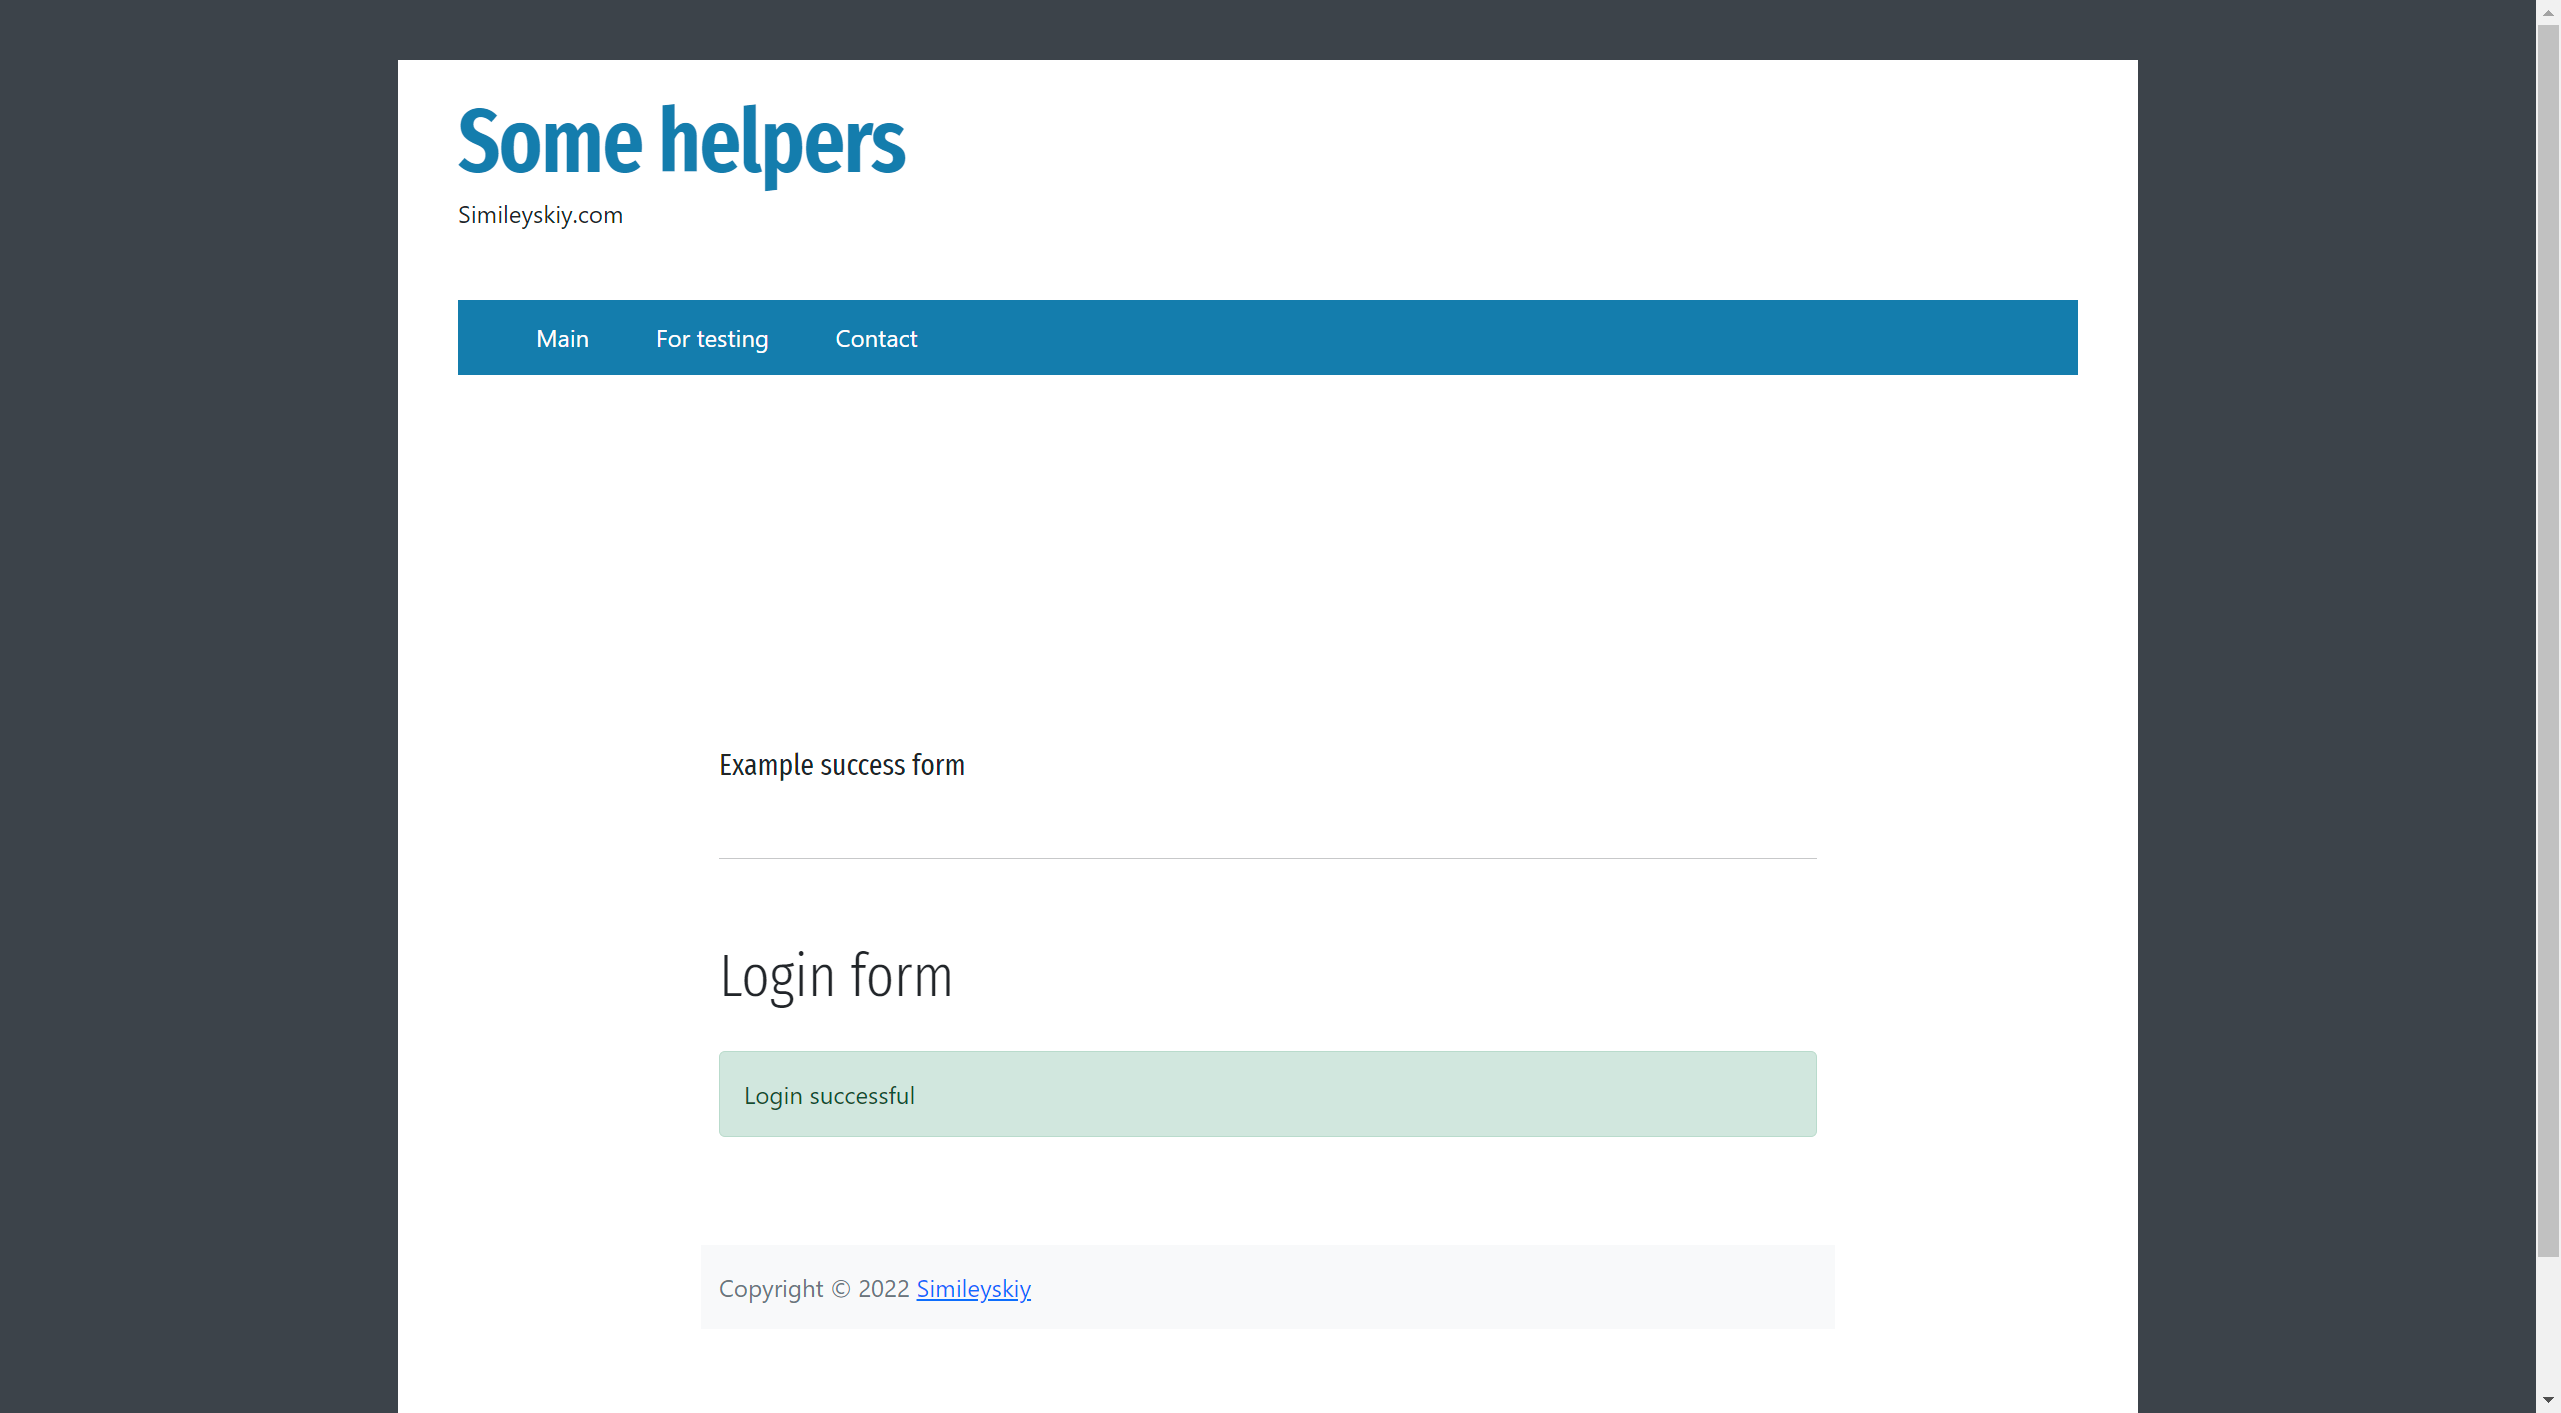 Some helpers
Simileyskiy.com
Main For testing Contact
Example success form
Login form
Login successful
Copyright © 2022 Simileyskiy